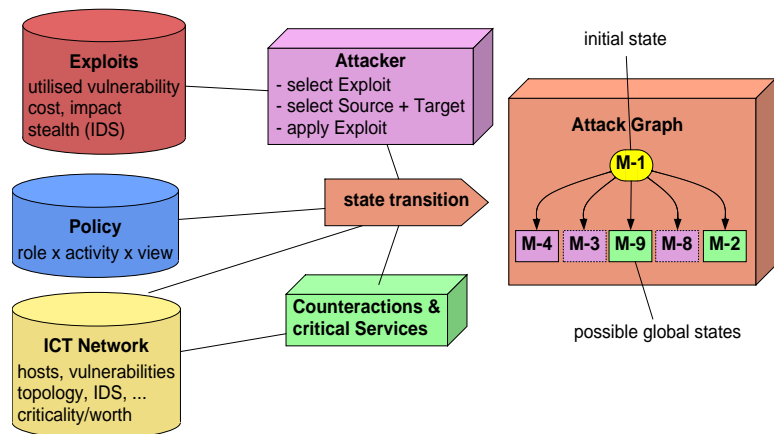 Exploits
utilised vulnerability
cost, impact
stealth (IDS)
Attacker
- select Exploit
- select Source + Target
- apply Exploit
initial state
Attack Graph
M-1
M-4 M-3 M-9 M-8 M-2
possible global states
state transition
Policy
role x activity x view
Counteractions &
critical Services
ICT Network
hosts, vulnerabilities
topology, IDS, ...
criticality/worth